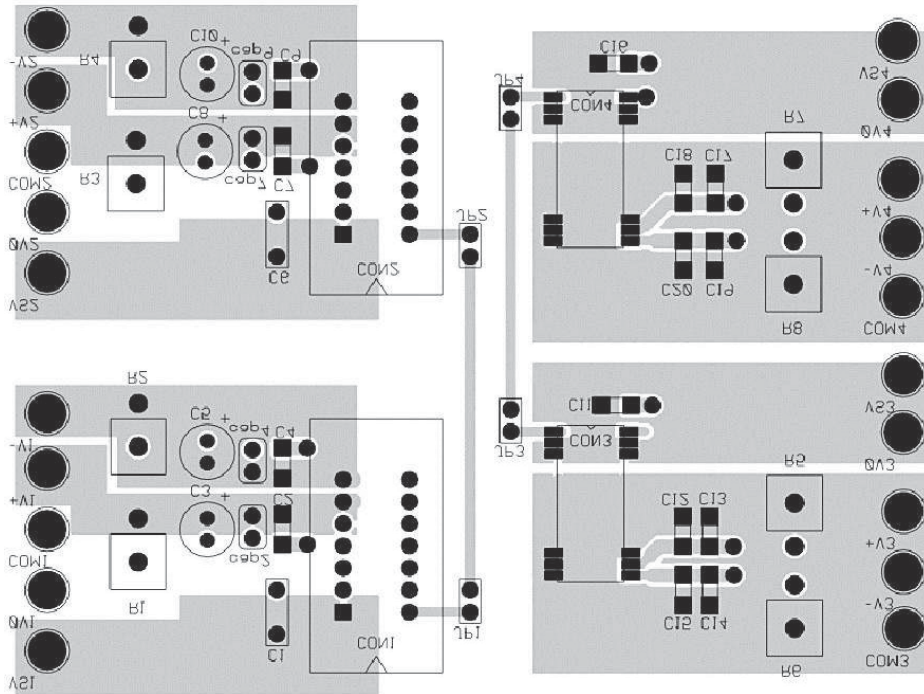 C10
+
cap9
C9
R4
-V2
+V2
C8
+
cap7
C7
R3
COM2
0V2
VS2
C6
CON2
JP2
R2
C5
+
cap4
C4
-V1
+V1
C3
+
C2
cap2
COM1
R1
0V1
VS1
C1
CON1
JP1
C16
JP4
CON4
VS4
0V4
R7
C18 C17
+V4
-V4
C20 C19
R8
COM4
C11
JP3
CON3
VS3
0V3
R5
C12 C13
+V3
-V3
C15 C14
R6
COM3